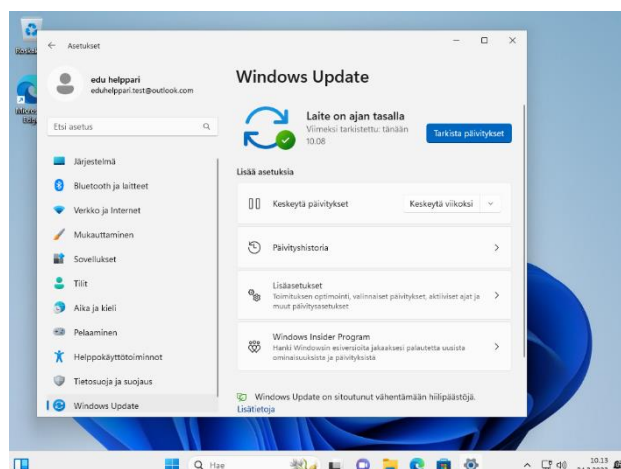 Asetukset
edu helppari
eduhelppari.test@outlook.com
Etsi asetus
Järjestelmä
Bluetooth ja laitteet
Verkko ja Internet
Mukauttaminen
Sovellukset
Tilit
Aika ja kieli
Pelaaminen
Helppokäyttötoiminnot
Tietosuoja ja suojaus
Windows Update
Windows Update
Laite on ajan tasalla
Viimeksi tarkistettu: tänään
10.08
Tarkista päivitykset
Lisää asetuksia
Keskeytä päivitykset
Keskeytä viikoksi
Päivityshistoria
Lisäasetukset
Toimituksen optimointi, valinnaiset päivitykset, aktiiviset ajat ja
muut päivitysasetukset
Windows Insider Program
Hanki Windowsin esiversioita jakaaksesi palautetta uusista
ominaisuuksista ja päivityksistä
Windows Update on sitoutunut vähentämään hiilipäästöjä.
Lisätietoja
Hae
10.13